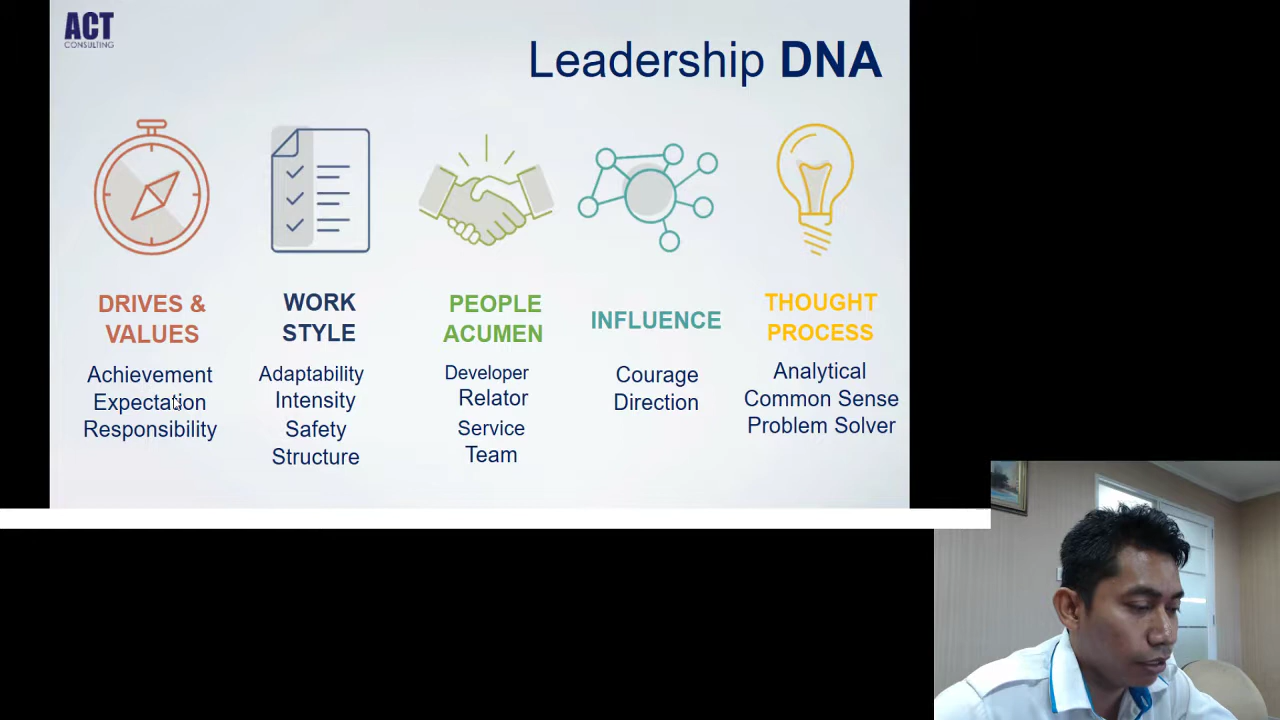 ACT
CONSULTING
Leadership DNA
DRIVES &
VALUES
Achievement
Expectation
Responsibility
WORK
STYLE
Adaptability
Intensity
Safety
Structure
PEOPLE
ACUMEN
Developer
Relator
Service
Team
INFLUENCE
Courage
Direction
THOUGHT
PROCESS
Analytical
Common Sense
Problem Solver